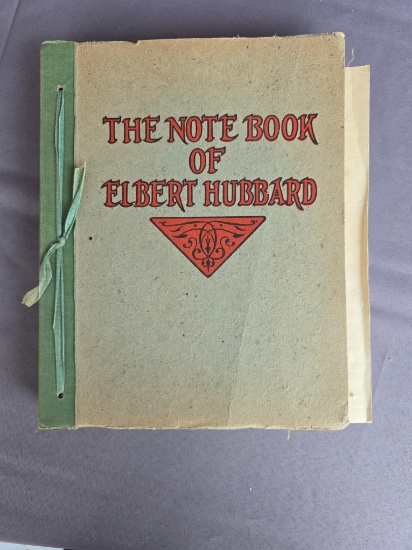 THE NOTE BOOK
OF
ELBERT HUBBARD